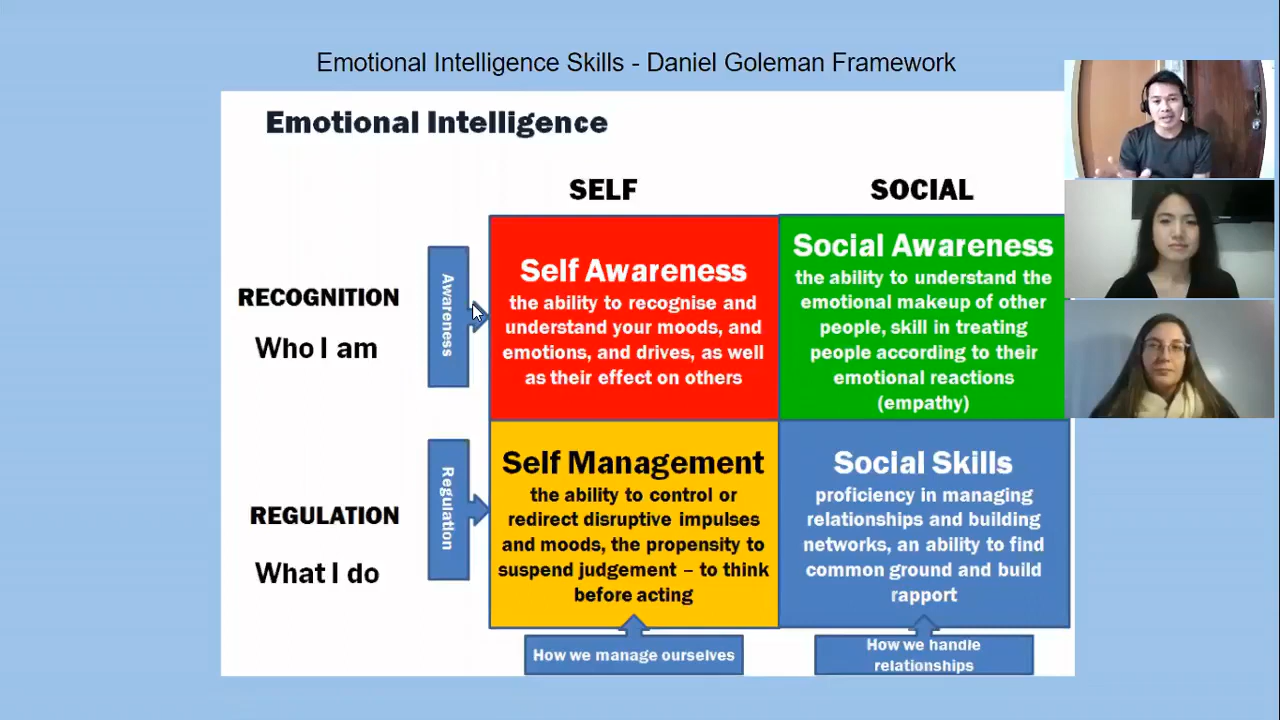 Emotional Intelligence Skills - Daniel Goleman Framework
Emotional Intelligence
SELF
SOCIAL
RECOGNITION
Who I am
Awareness
Self Awareness
the ability to recognise and
understand your moods, and
emotions, and drives, as well
as their effect on others
Social Awareness
the ability to understand the
emotional makeup of other
people, skill in treating
people according to their
emotional reactions
(empathy)
REGULATION
What I do
Regulation
Self Management
the ability to control or
redirect disruptive impulses
and moods, the propensity to
suspend judgement – to think
before acting
Social Skills
proficiency in managing
relationships and building
networks, an ability to find
common ground and build
rapport
How we manage ourselves
How we handle
relationships